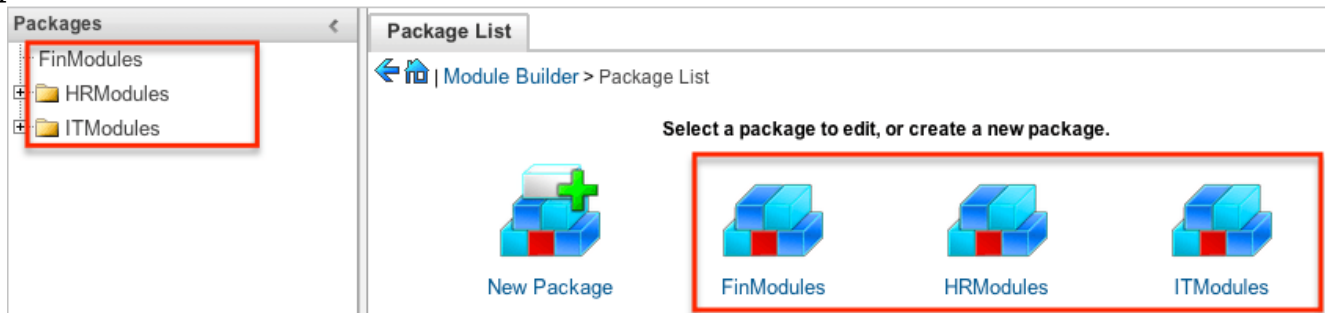 Packages
FinModules
HRModules
ITModules
Package List
| Module Builder > Package List
Select a package to edit, or create a new package.
New Package
FinModules
HRModules
ITModules